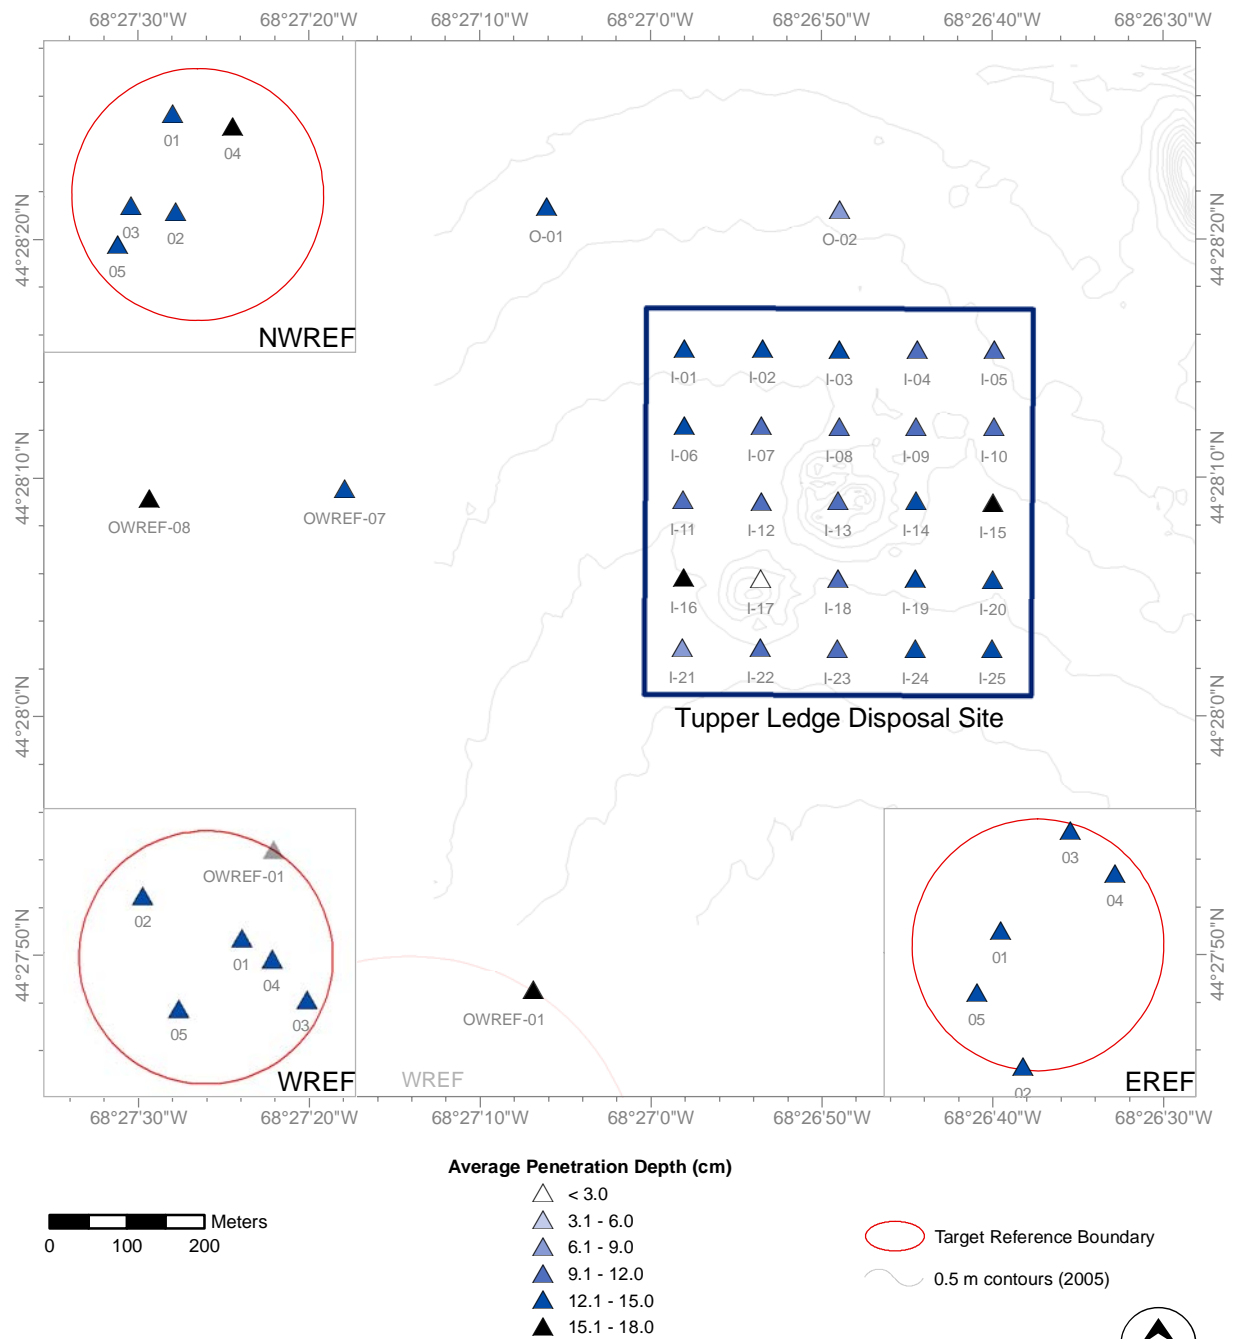 68°27'30"W 68°27'20"W 68°27'10"W 68°27'0"W 68°26'50"W 68°26'40"W 68°26'30"W
01
04
03
02
05
NWREF
44°28'20"N
44°28'20"N
O-01
O-02
I-01 I-02 I-03 I-04 I-05
I-06 I-07 I-08 I-09 I-10
44°28'10"N
44°28'10"N
OWREF-08
OWREF-07
I-11 I-12 I-13 I-14 I-15
I-16 I-17 I-18 I-19 I-20
I-21 I-22 I-23 I-24 I-25
44°28'0"N
44°28'0"N
Tupper Ledge Disposal Site
OWREF-01
02
01
04
03
05
WREF
44°27'50"N
OWREF-01
WREF
03
04
01
05
02
EREF
44°27'50"N
68°27'30"W 68°27'20"W 68°27'10"W 68°27'0"W 68°26'50"W 68°26'40"W 68°26'30"W
Average Penetration Depth (cm)
< 3.0
3.1 - 6.0
6.1 - 9.0
9.1 - 12.0
12.1 - 15.0
15.1 - 18.0
Meters
0 100 200
Target Reference Boundary
0.5 m contours (2005)